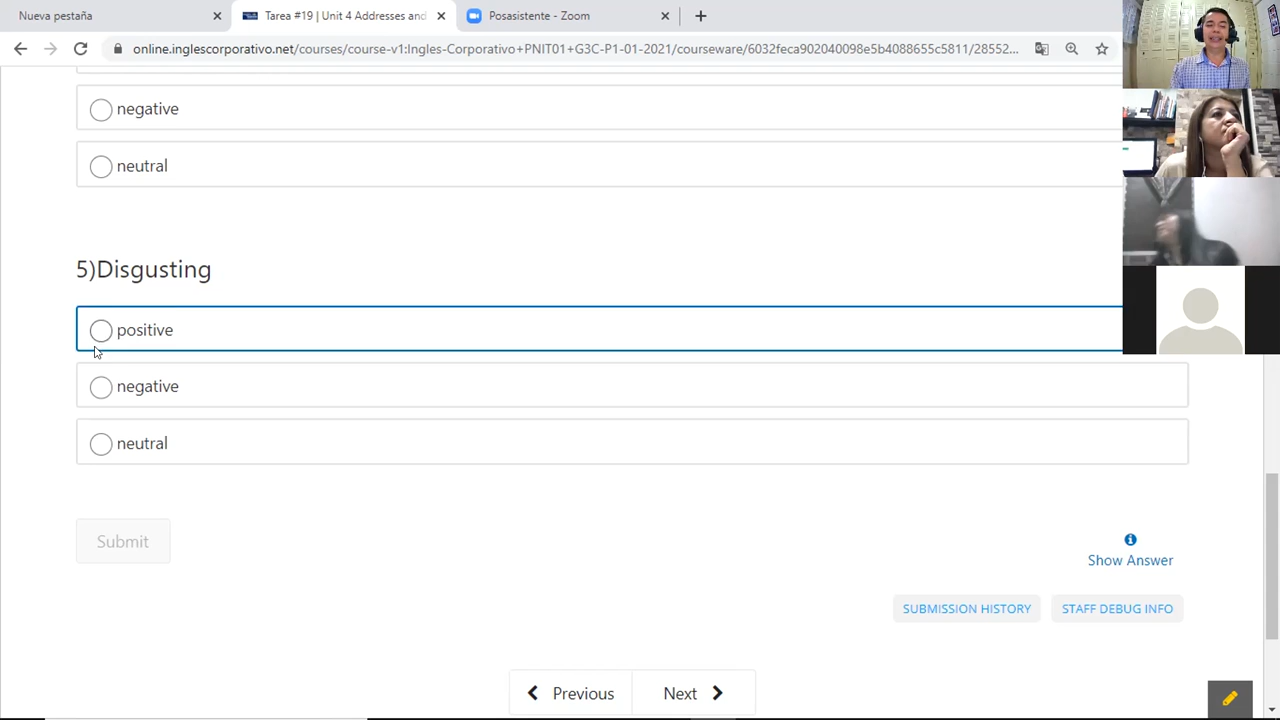 Nueva pestaña
Tarea #19 | Unit 4 Addresses and
Posasistente - Zoom
online.inglescorporativo.net/courses/course-v1:Ingles-Corporativo+PNIT01+G3C-P1-01-2021/courseware/6032feca902040098e5b4038655c5811/28552...
negative
neutral
5)Disgusting
positive
negative
neutral
Submit
Show Answer
SUBMISSION HISTORY
STAFF DEBUG INFO
Previous
Next